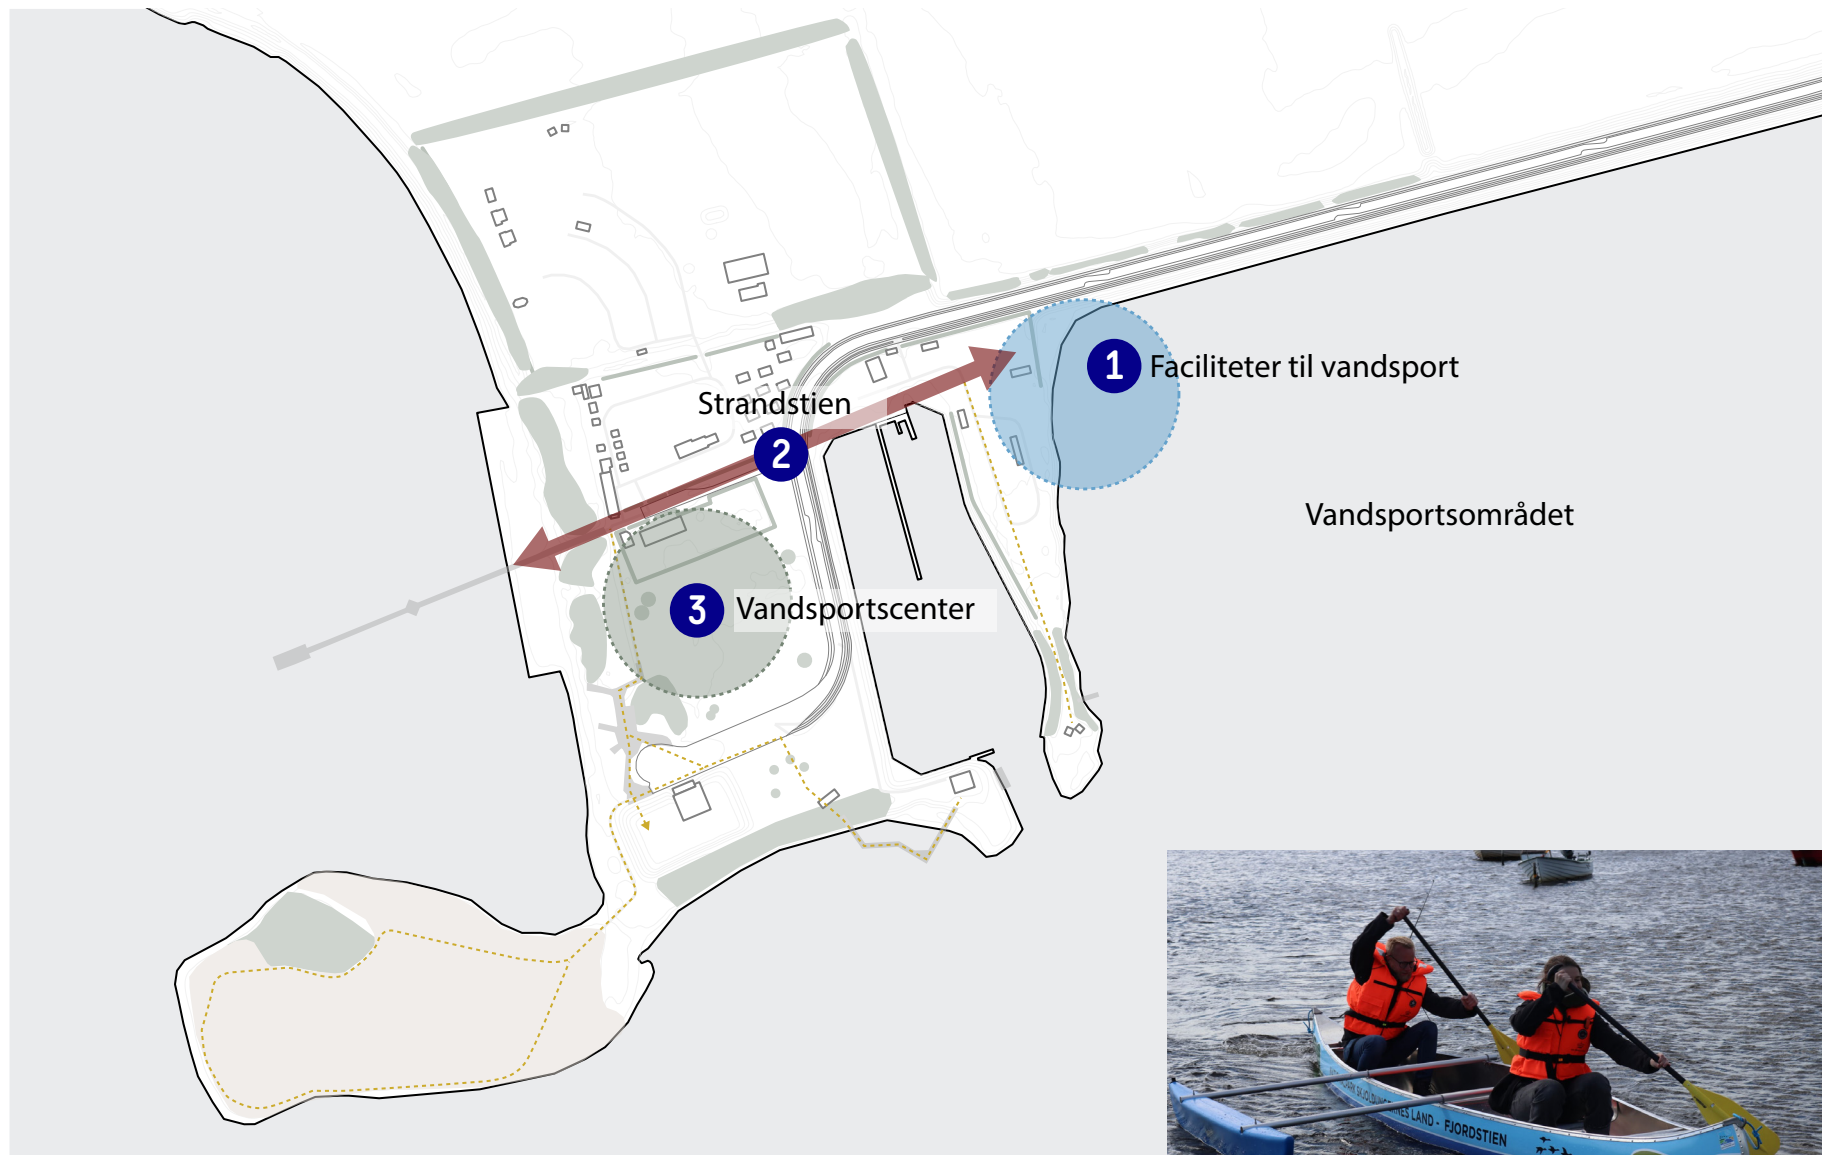 1 Faciliteter til vandsport
Strandstien
2
Vandsportsområdet
3 Vandsportscenter
LAND - FJORDSTIEN